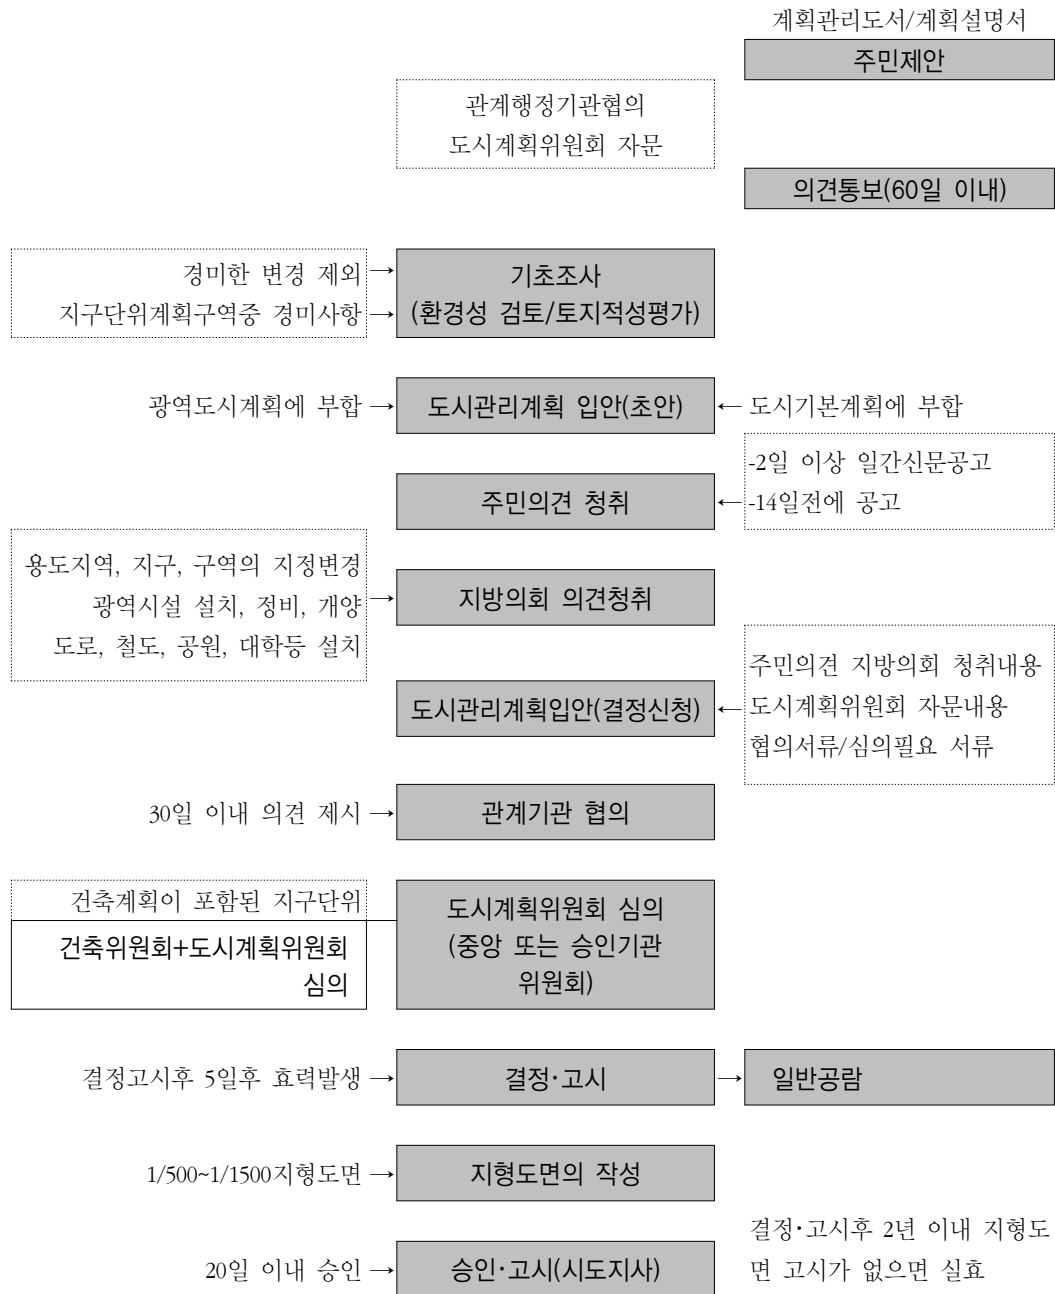 계획관리도서/계획설명서
주민제안
관계행정기관협의
도시계획위원회 자문
의견통보(60일 이내)
경미한 변경 제외 →
지구단위계획구역중 경미사항 →
기초조사
(환경성 검토/토지적성평가)
광역도시계획에 부합 →
도시관리계획 입안(초안)
← 도시기본계획에 부합
-2일 이상 일간신문공고
주민의견 청취
← -14일전에 공고
용도지역, 지구, 구역의 지정변경
광역시설 설치, 정비, 개양 →
도로, 철도, 공원, 대학등 설치
지방의회 의견청취
도시관리계획입안(결정신청)
주민의견 지방의회 청취내용
← 도시계획위원회 자문내용
협의서류/심의필요 서류
30일 이내 의견 제시 →
관계기관 협의
건축계획이 포함된 지구단위
건축위원회+도시계획위원회
심의
도시계획위원회 심의
(중앙 또는 승인기관
위원회)
결정고시후 5일후 효력발생 →
결정·고시
→ 일반공람
1/500~1/1500지형도면 →
지형도면의 작성
20일 이내 승인 →
승인·고시(시도지사)
결정·고시후 2년 이내 지형도
면 고시가 없으면 실효